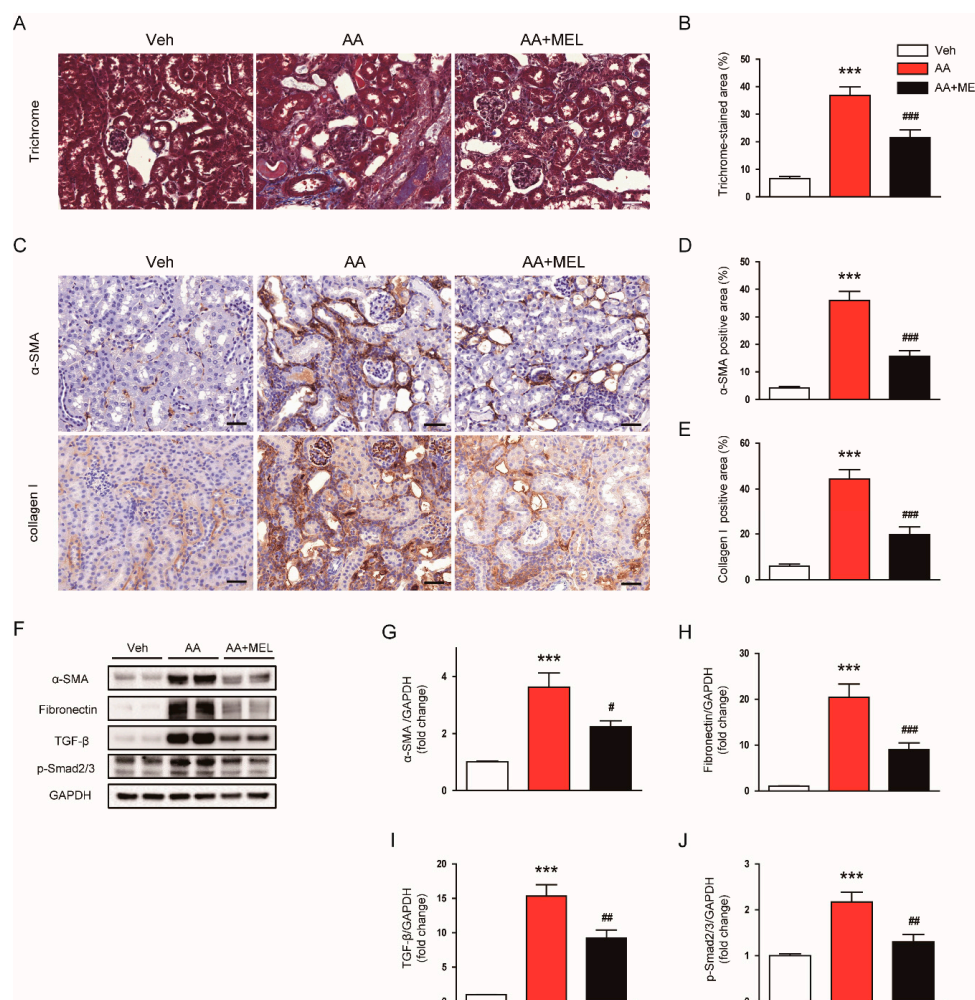 A
Veh
AA
AA+MEL
Trichrome
B
Trichrome-stained area (%)
50
40
30
20
10
0
***
###
Veh
AA
AA+ME
C
Veh
AA
AA+MEL
α-SMA
collagen I
D
α-SMA positive area (%)
50
40
30
20
10
0
***
###
E
Collagen I positive area (%)
60
40
20
0
***
###
F
Veh
AA
AA+MEL
α-SMA
Fibronectin
TGF-β
p-Smad2/3
GAPDH
G
α-SMA /GAPDH
(fold change)
4
2
0
***
#
H
Fibronectin/GAPDH
(fold change)
30
20
10
0
***
###
I
TGF-β/GAPDH
(fold change)
20
15
10
5
0
***
##
J
p-Smad2/3/GAPDH
(fold change)
3
2
1
0
***
##